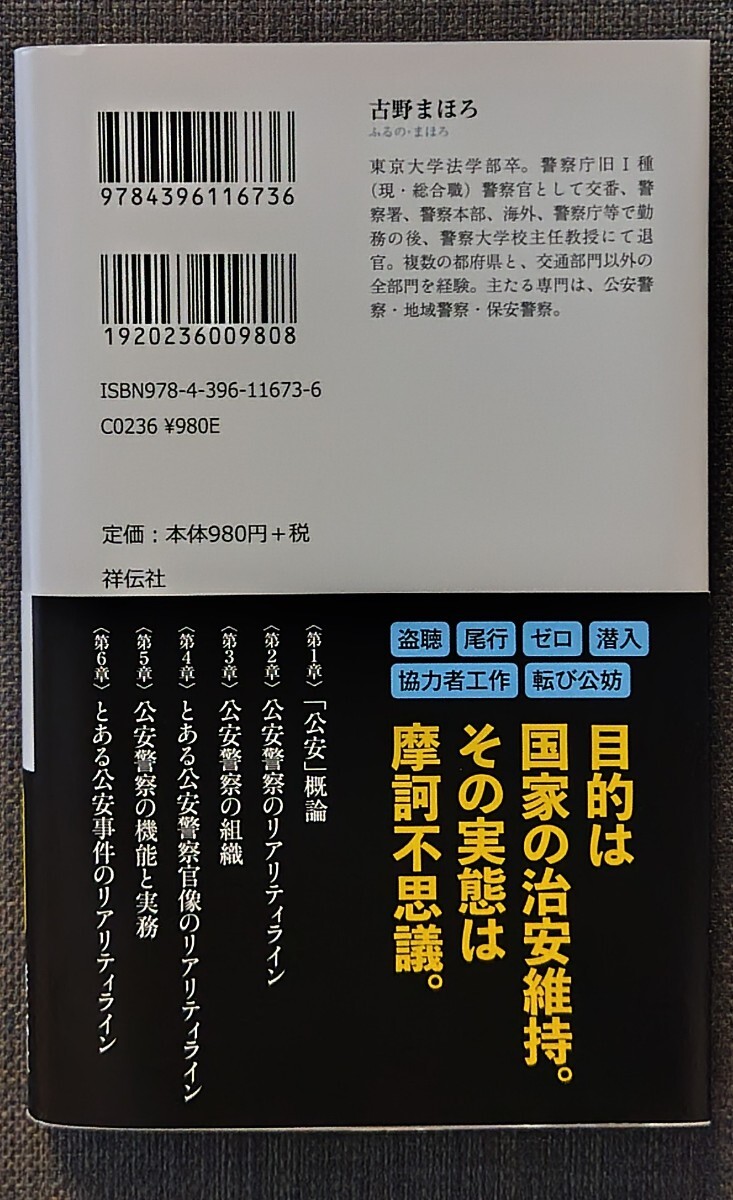 9784396116736
1920236009808
ISBN978-4-396-11673-6
C0236 ¥980E
定価：本体980円＋税
祥伝社
古野まほろ
ふるの・まほろ
東京大学法学部卒。警察庁旧Ⅰ種
（現・総合職）警察官として交番、警
察署、警察本部、海外、警察庁等で勤
務の後、警察大学校主任教授にて退
官。複数の都府県と、交通部門以外の
全部門を経験。主たる専門は、公安警
察・地域警察・保安警察。
盗聴 尾行 ゼロ 潜入
協力者工作 転び公妨
目的は
国家の治安維持。
その実態は
摩訶不思議。
〈第1章〉「公安」概論
〈第2章〉公安警察のリアリティライン
〈第3章〉公安警察の組織
〈第4章〉とある公安警察官像のリアリティライン
〈第5章〉公安警察の機能と実務
〈第6章〉とある公安事件のリアリティライン